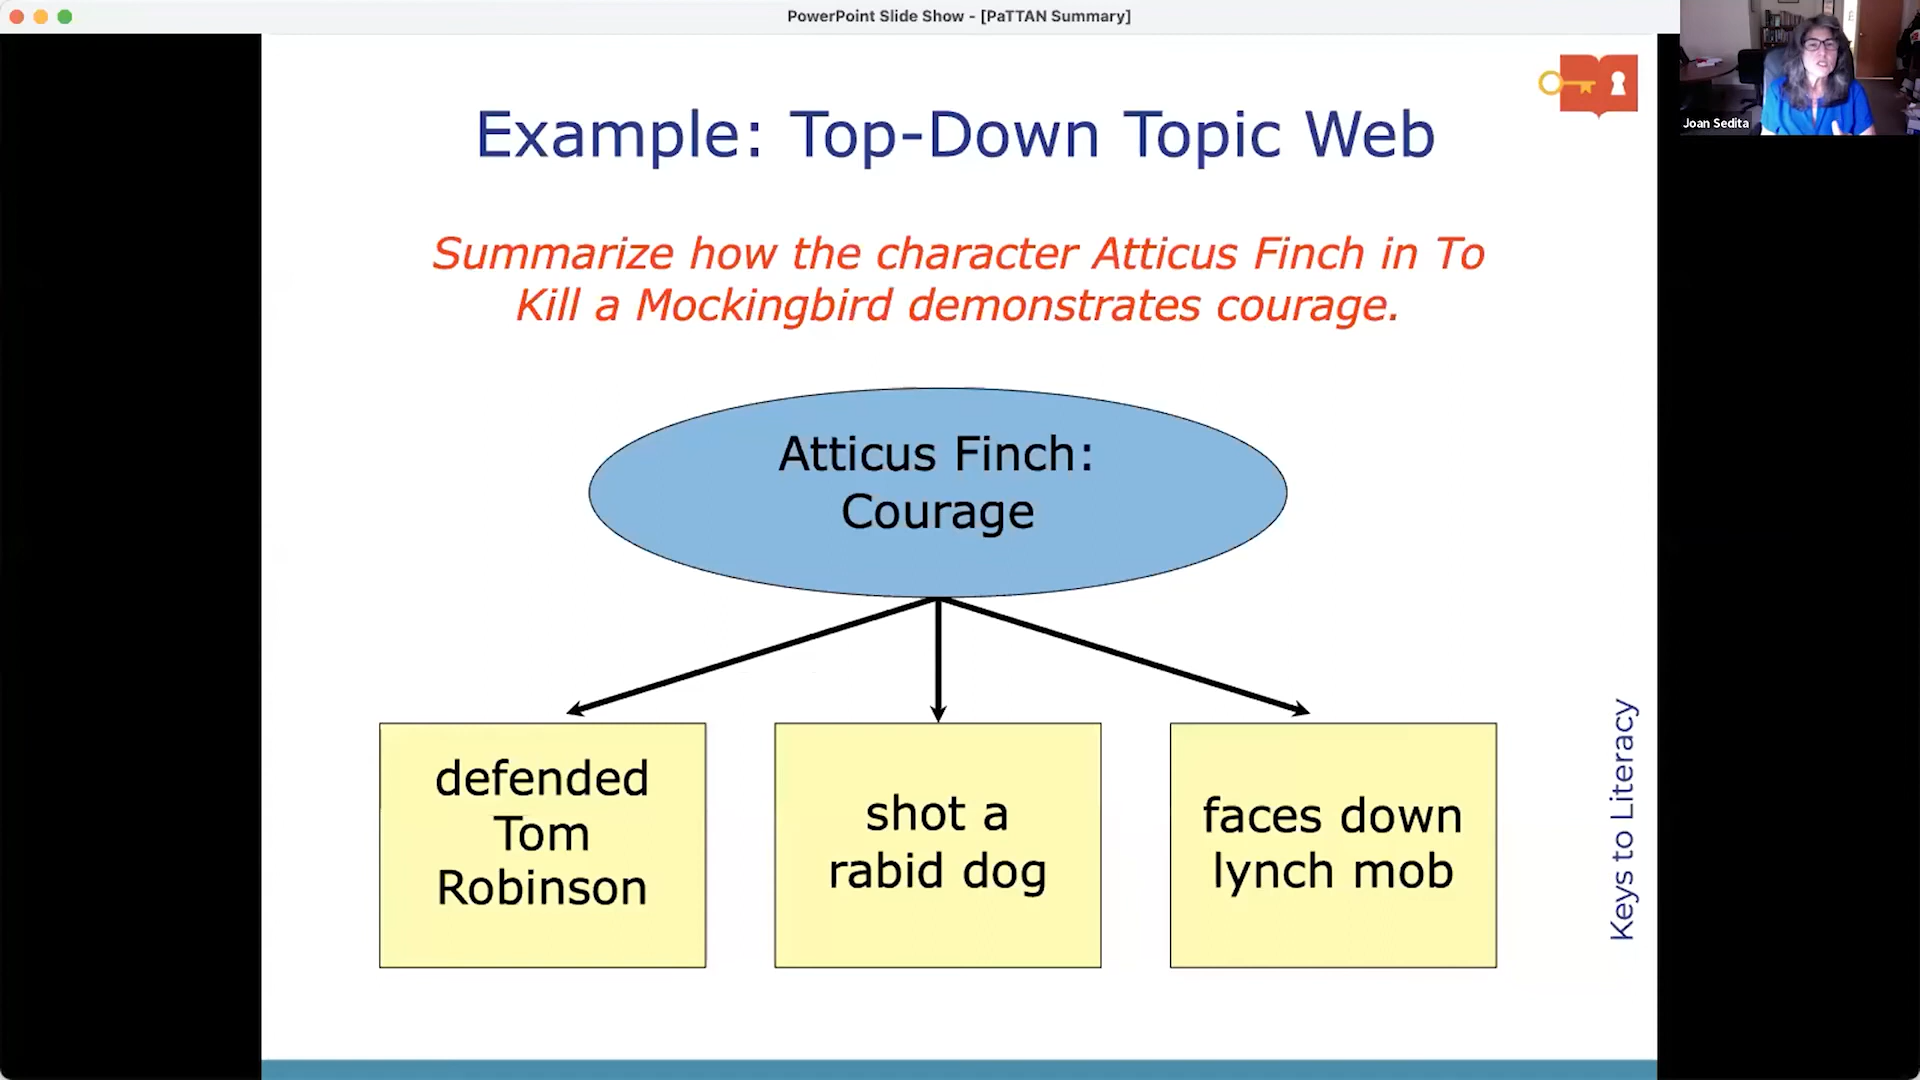 PowerPoint Slide Show - [PaTTAN Summary]
Joan Sedita
Example: Top-Down Topic Web
Summarize how the character Atticus Finch in To
Kill a Mockingbird demonstrates courage.
Atticus Finch:
Courage
defended
Tom
Robinson
shot a
rabid dog
faces down
lynch mob
Keys to Literacy